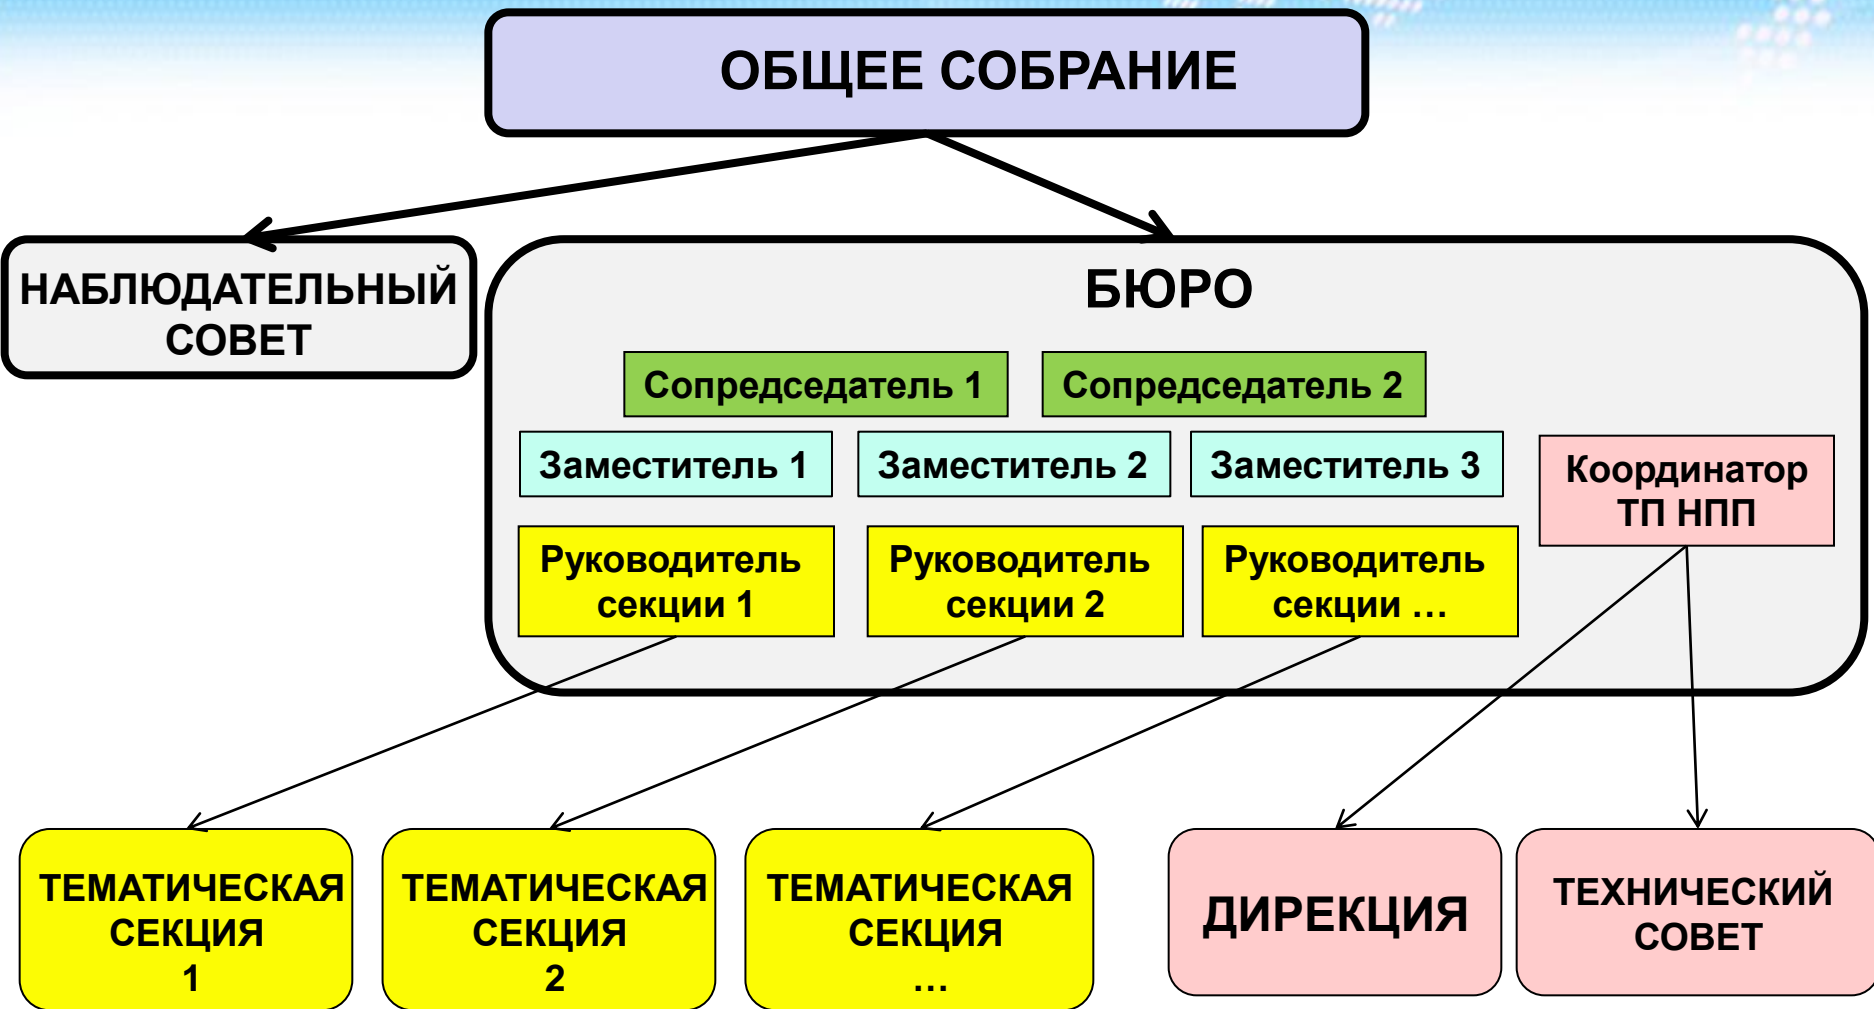 ОБЩЕЕ СОБРАНИЕ
НАБЛЮДАТЕЛЬНЫЙ
СОВЕТ
БЮРО
Сопредседатель 1
Сопредседатель 2
Заместитель 1
Заместитель 2
Заместитель 3
Координатор
ТП НПП
Руководитель
секции 1
Руководитель
секции 2
Руководитель
секции …
ТЕМАТИЧЕСКАЯ
СЕКЦИЯ
1
ТЕМАТИЧЕСКАЯ
СЕКЦИЯ
2
ТЕМАТИЧЕСКАЯ
СЕКЦИЯ
…
ДИРЕКЦИЯ
ТЕХНИЧЕСКИЙ
СОВЕТ